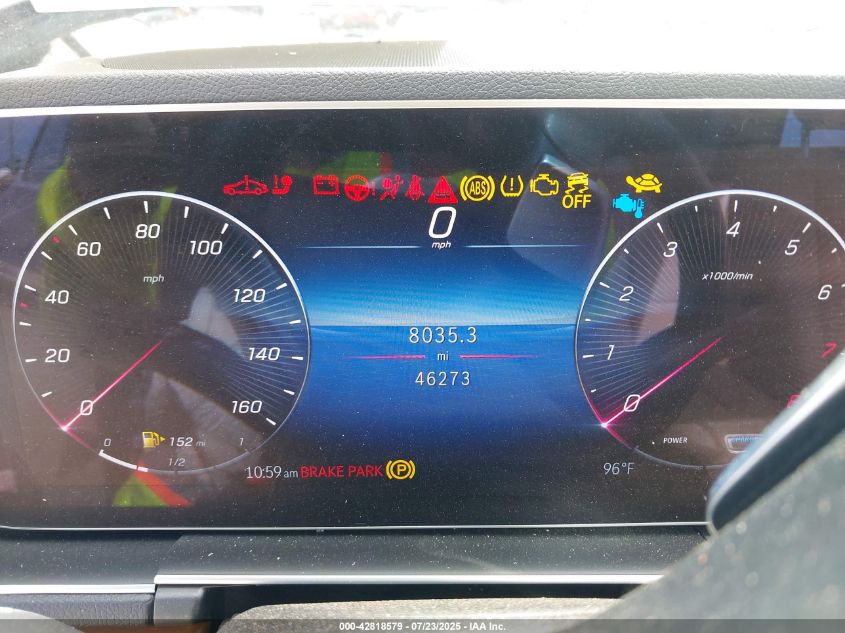 ABS
OFF
0
mph
80
60
100
40
120
20
140
0
160
mph
4
3
5
2
6
1
7
0
x1000/min
8035.3
mi
46273
152 mi
0
1
1/2
POWER
CHARGE
10:59 am BRAKE PARK P
96°F
000-42818579 - 07/23/2025 - IAA Inc.